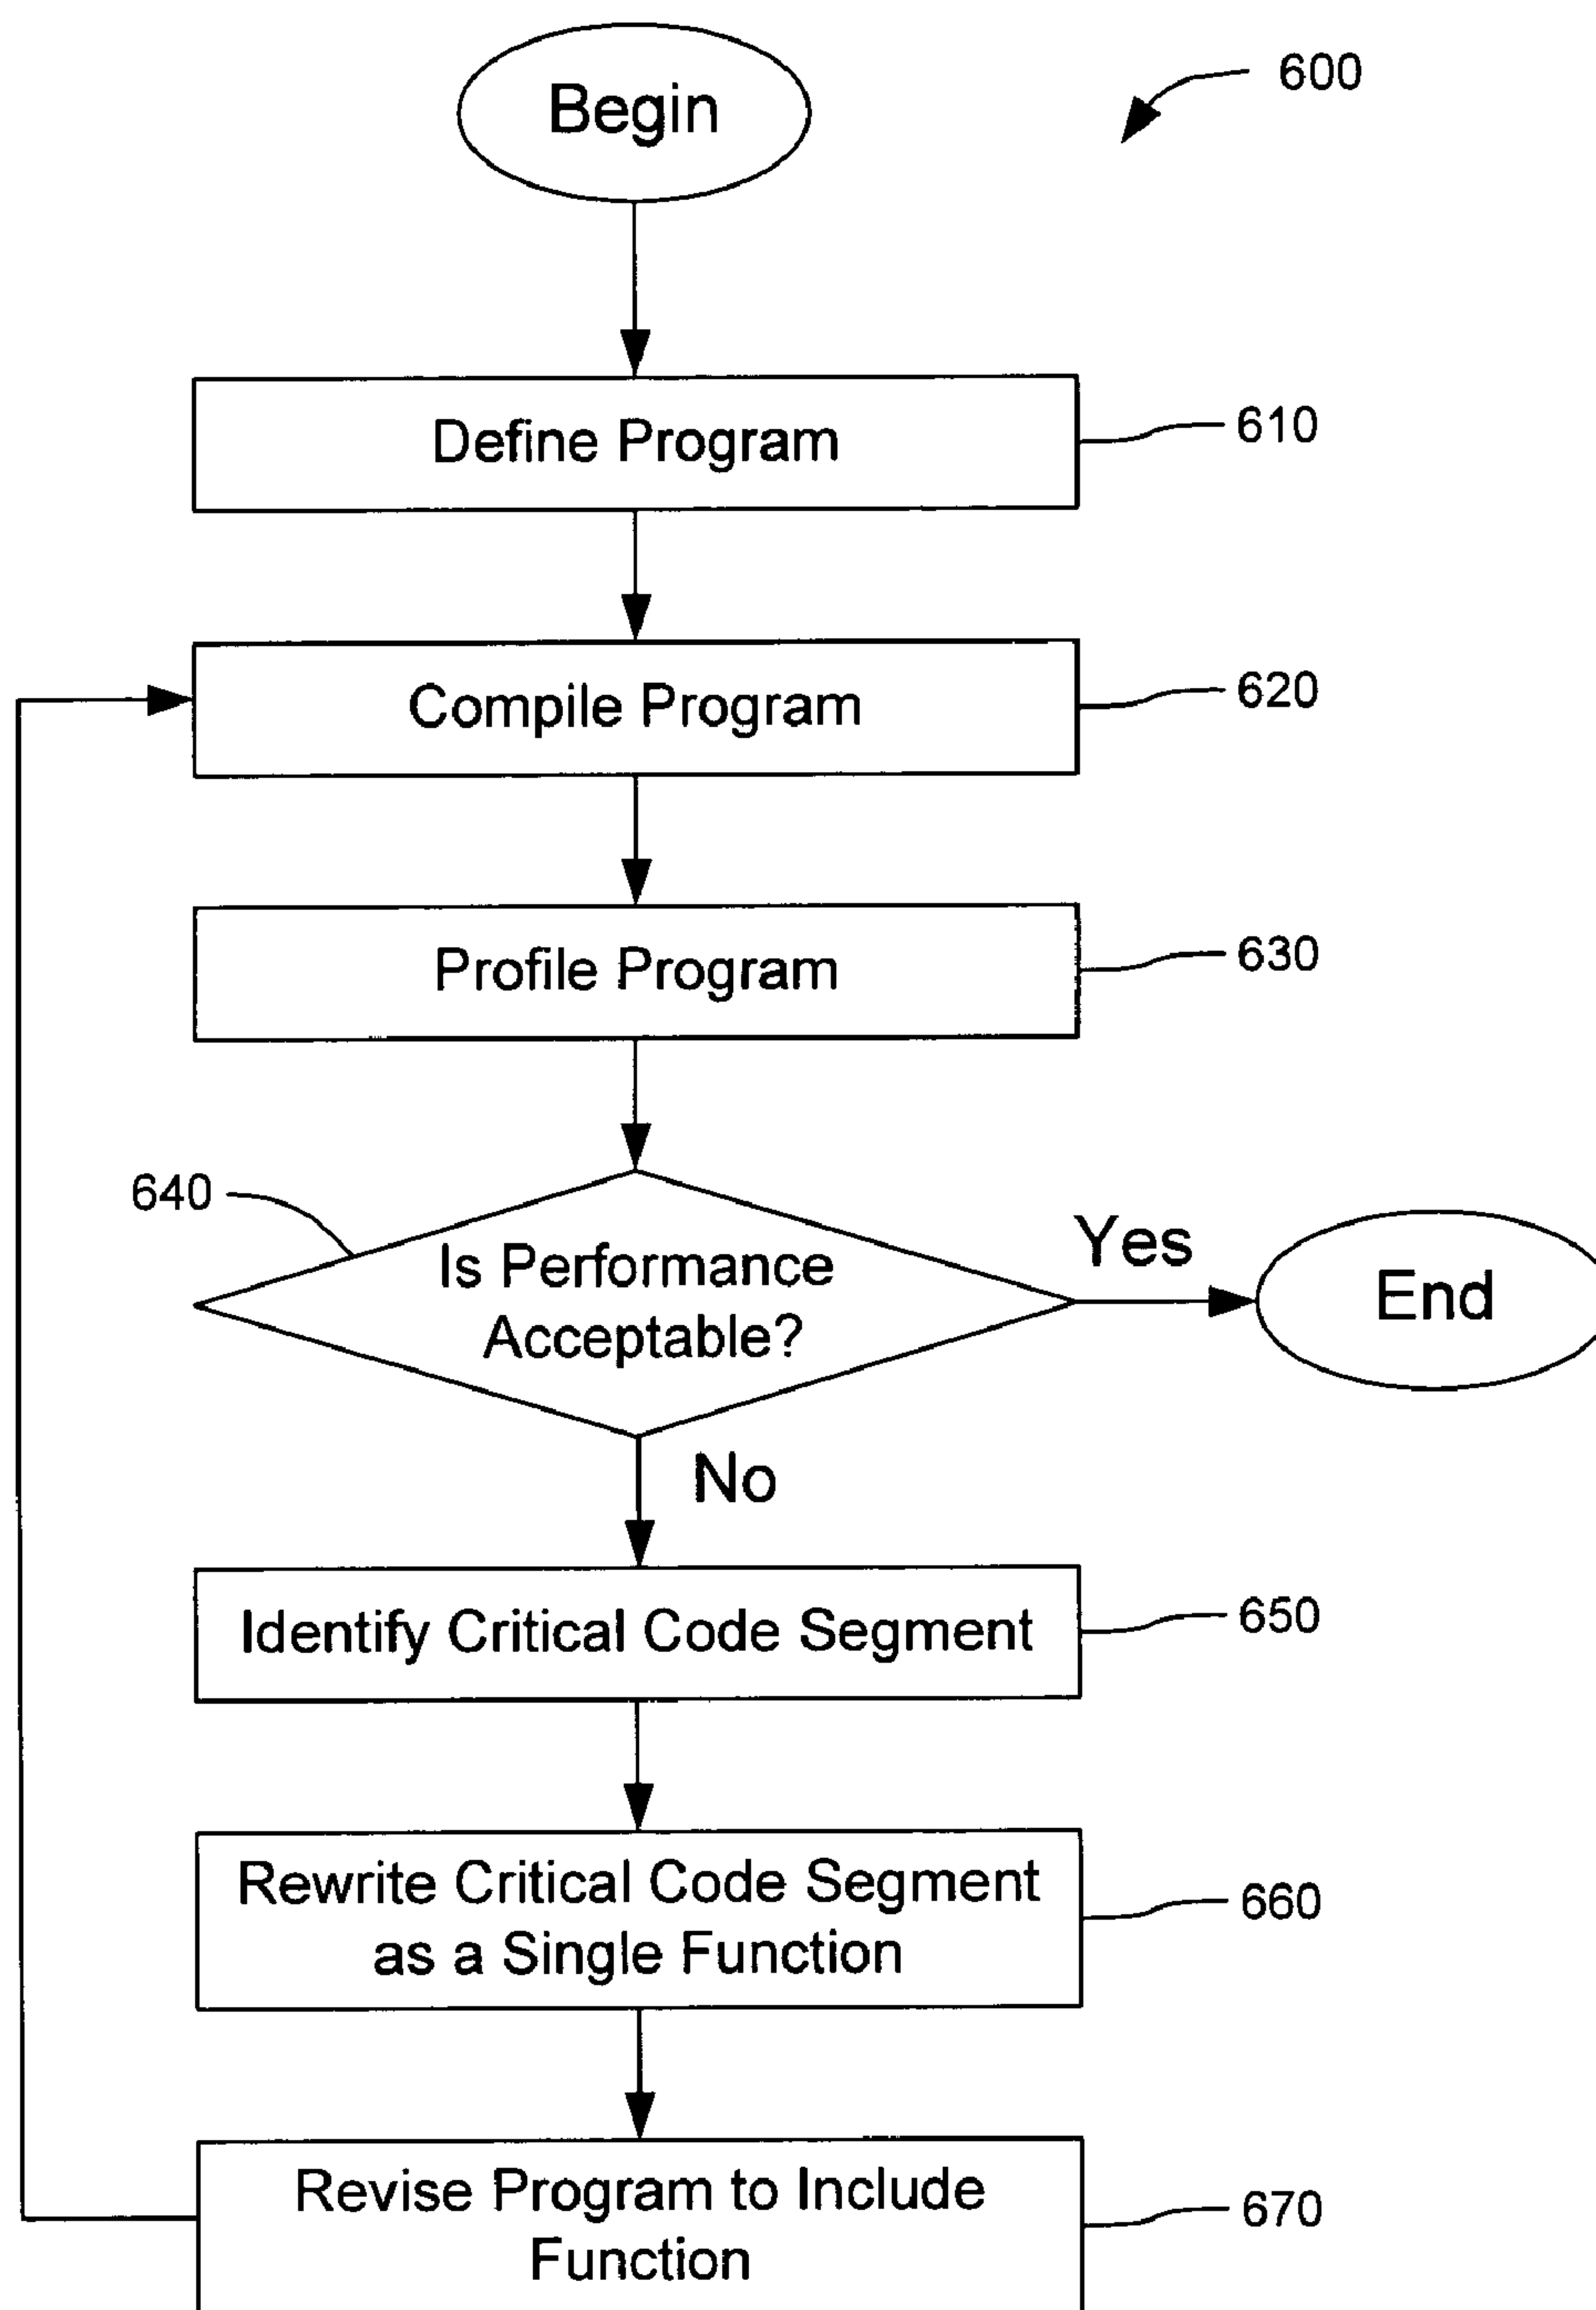 Begin
600
Define Program
610
Compile Program
620
Profile Program
630
640
Is Performance
Acceptable?
Yes
End
No
Identify Critical Code Segment
650
Rewrite Critical Code Segment
as a Single Function
660
Revise Program to Include
Function
670